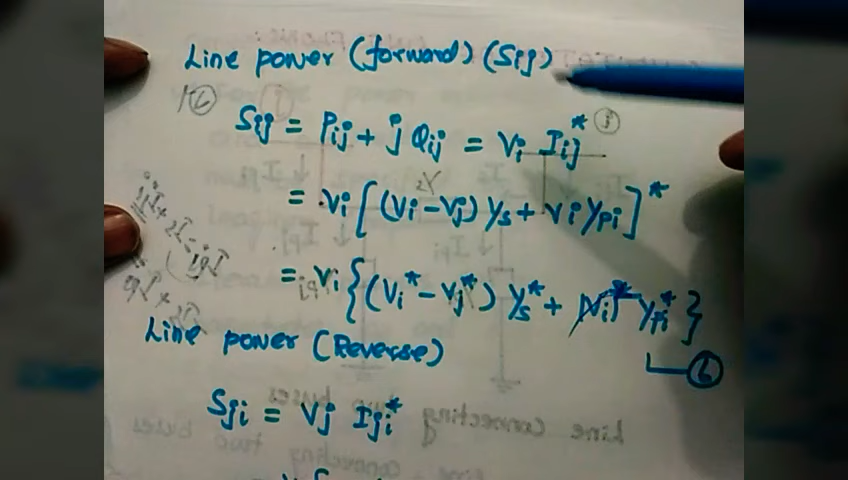 Line power (forward) (Sij)
Sij = Pij + j Qij = Vi Iij*
= Vi [(Vi-Vj) Ys + Vi Ypi]*
= Vi {(Vi* - Vj*) Ys* + Vi* Ypi*}
6
Line power (Reverse)
Sji = Vj Iji*